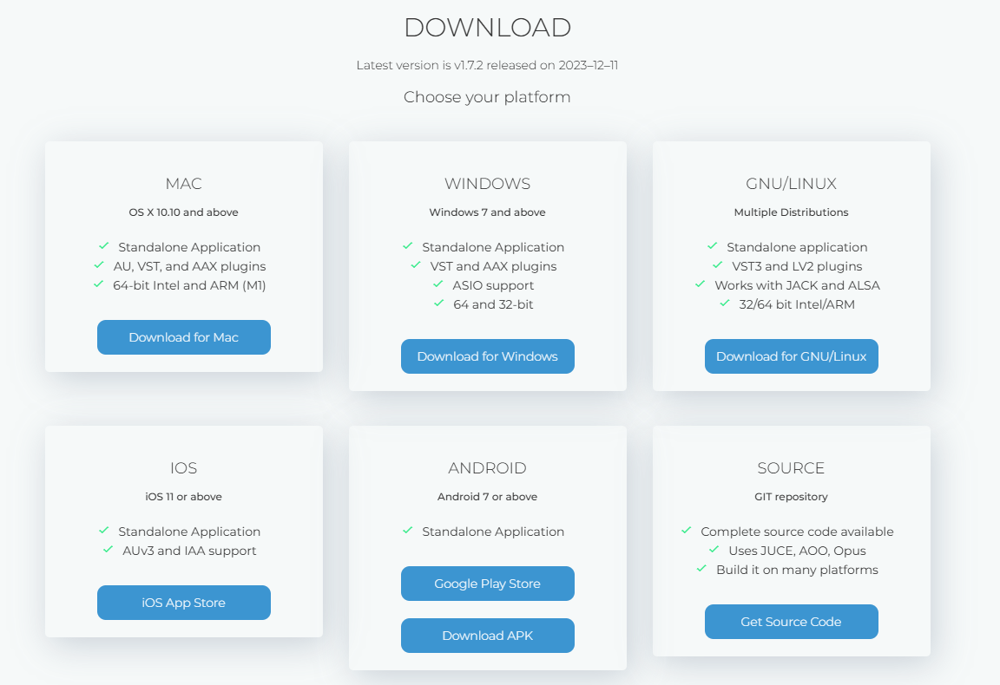 DOWNLOAD
Latest version is v1.7.2 released on 2023–12–11
Choose your platform
MAC
OS X 10.10 and above
Standalone Application
AU, VST, and AAX plugins
64-bit Intel and ARM (M1)
Download for Mac
WINDOWS
Windows 7 and above
Standalone Application
VST and AAX plugins
ASIO support
64 and 32-bit
Download for Windows
GNU/LINUX
Multiple Distributions
Standalone application
VST3 and LV2 plugins
Works with JACK and ALSA
32/64 bit Intel/ARM
Download for GNU/Linux
IOS
iOS 11 or above
Standalone Application
AUv3 and IAA support
iOS App Store
ANDROID
Android 7 or above
Standalone Application
Google Play Store
Download APK
SOURCE
GIT repository
Complete source code available
Uses JUCE, AOO, Opus
Build it on many platforms
Get Source Code